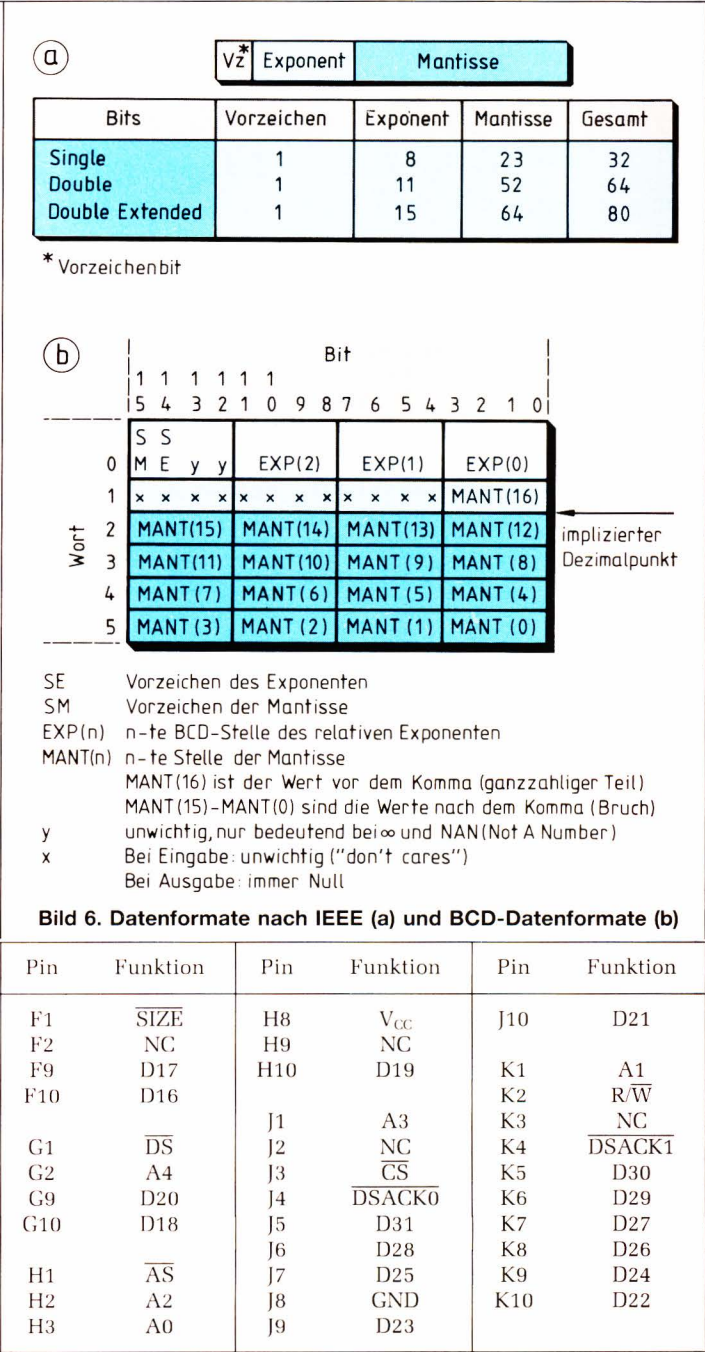 a
Vz* Exponent Mantisse
Bits Vorzeichen Exponent Mantisse Gesamt
Single 1 8 23 32
Double 1 11 52 64
Double Extended 1 15 64 80
* Vorzeichenbit
b
Bit
1 1 1 1 1 1
5 4 3 2 1 0 9 8 7 6 5 4 3 2 1 0
S S
0 M E y y EXP(2) EXP(1) EXP(0)
1 x x x x x x x x x x x x MANT(16)
Wort
2 MANT(15) MANT(14) MANT(13) MANT(12)
implizierter
Dezimalpunkt
3 MANT(11) MANT(10) MANT(9) MANT(8)
4 MANT(7) MANT(6) MANT(5) MANT(4)
5 MANT(3) MANT(2) MANT(1) MANT(0)
SE Vorzeichen des Exponenten
SM Vorzeichen der Mantisse
EXP(n) n-te BCD-Stelle des relativen Exponenten
MANT(n) n-te Stelle der Mantisse
MANT(16) ist der Wert vor dem Komma (ganzzahliger Teil)
MANT(15)-MANT(0) sind die Werte nach dem Komma (Bruch)
y unwichtig, nur bedeutend bei ∞ und NAN (Not A Number)
x Bei Eingabe: unwichtig ("don't cares")
Bei Ausgabe: immer Null
Bild 6. Datenformate nach IEEE (a) und BCD-Datenformate (b)
Pin Funktion Pin Funktion Pin Funktion
F1 S̅I̅Z̅E̅ H8 VCC J10 D21
F2 NC H9 NC
F9 D17 H10 D19 K1 A1
F10 D16 K2 R/W̅
J1 A3 K3 NC
G1 D̅S̅ J2 NC K4 D̅S̅A̅C̅K̅1̅
G2 A4 J3 C̅S̅ K5 D30
G9 D20 J4 D̅S̅A̅C̅K̅0̅ K6 D29
G10 D18 J5 D31 K7 D27
J6 D28 K8 D26
H1 A̅S̅ J7 D25 K9 D24
H2 A2 J8 GND K10 D22
H3 A0 J9 D23